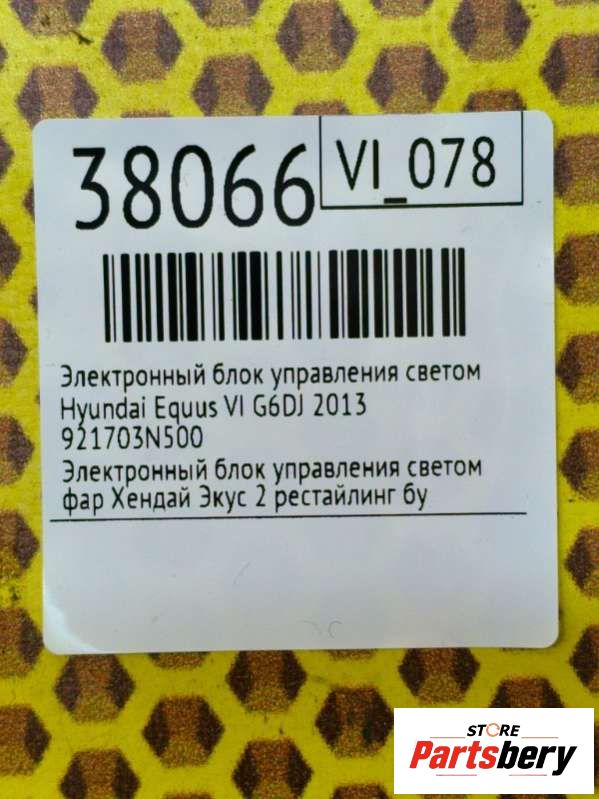 38066
VI_078
Электронный блок управления светом
Hyundai Equus VI G6DJ 2013
921703N500
Электронный блок управления светом
фар Хендай Экус 2 рестайлинг бу
STORE
Partsbery